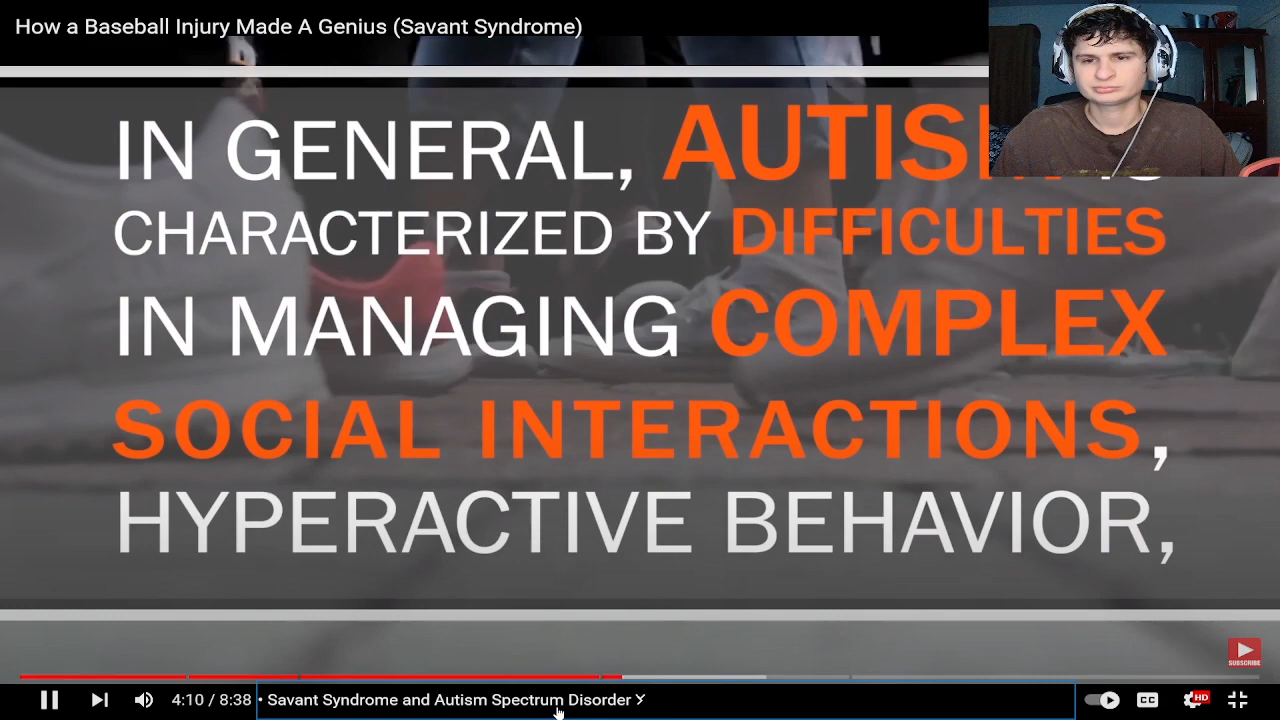 How a Baseball Injury Made A Genius (Savant Syndrome)
IN GENERAL,
CHARACTERIZED BY DIFFICULTIES
IN MANAGING COMPLEX
SOCIAL INTERACTIONS,
HYPERACTIVE BEHAVIOR,
SUBSCRIBE
4:10 / 8:38 • Savant Syndrome and Autism Spectrum Disorder
CC
HD